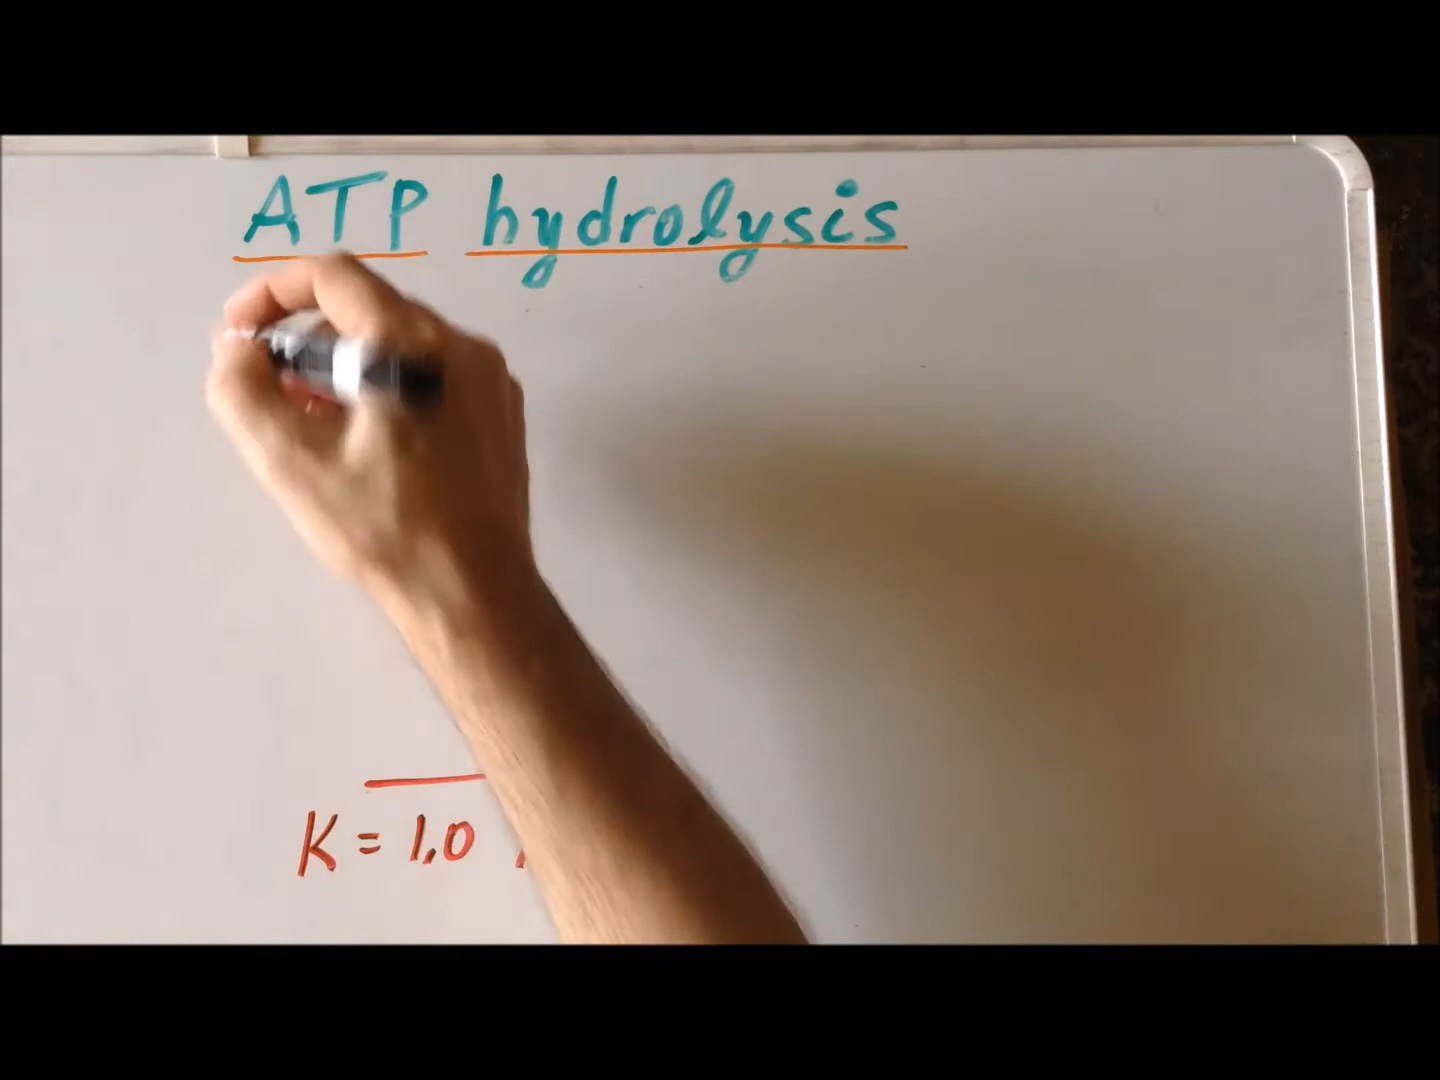 ATP hydrolysis
K = 1,0